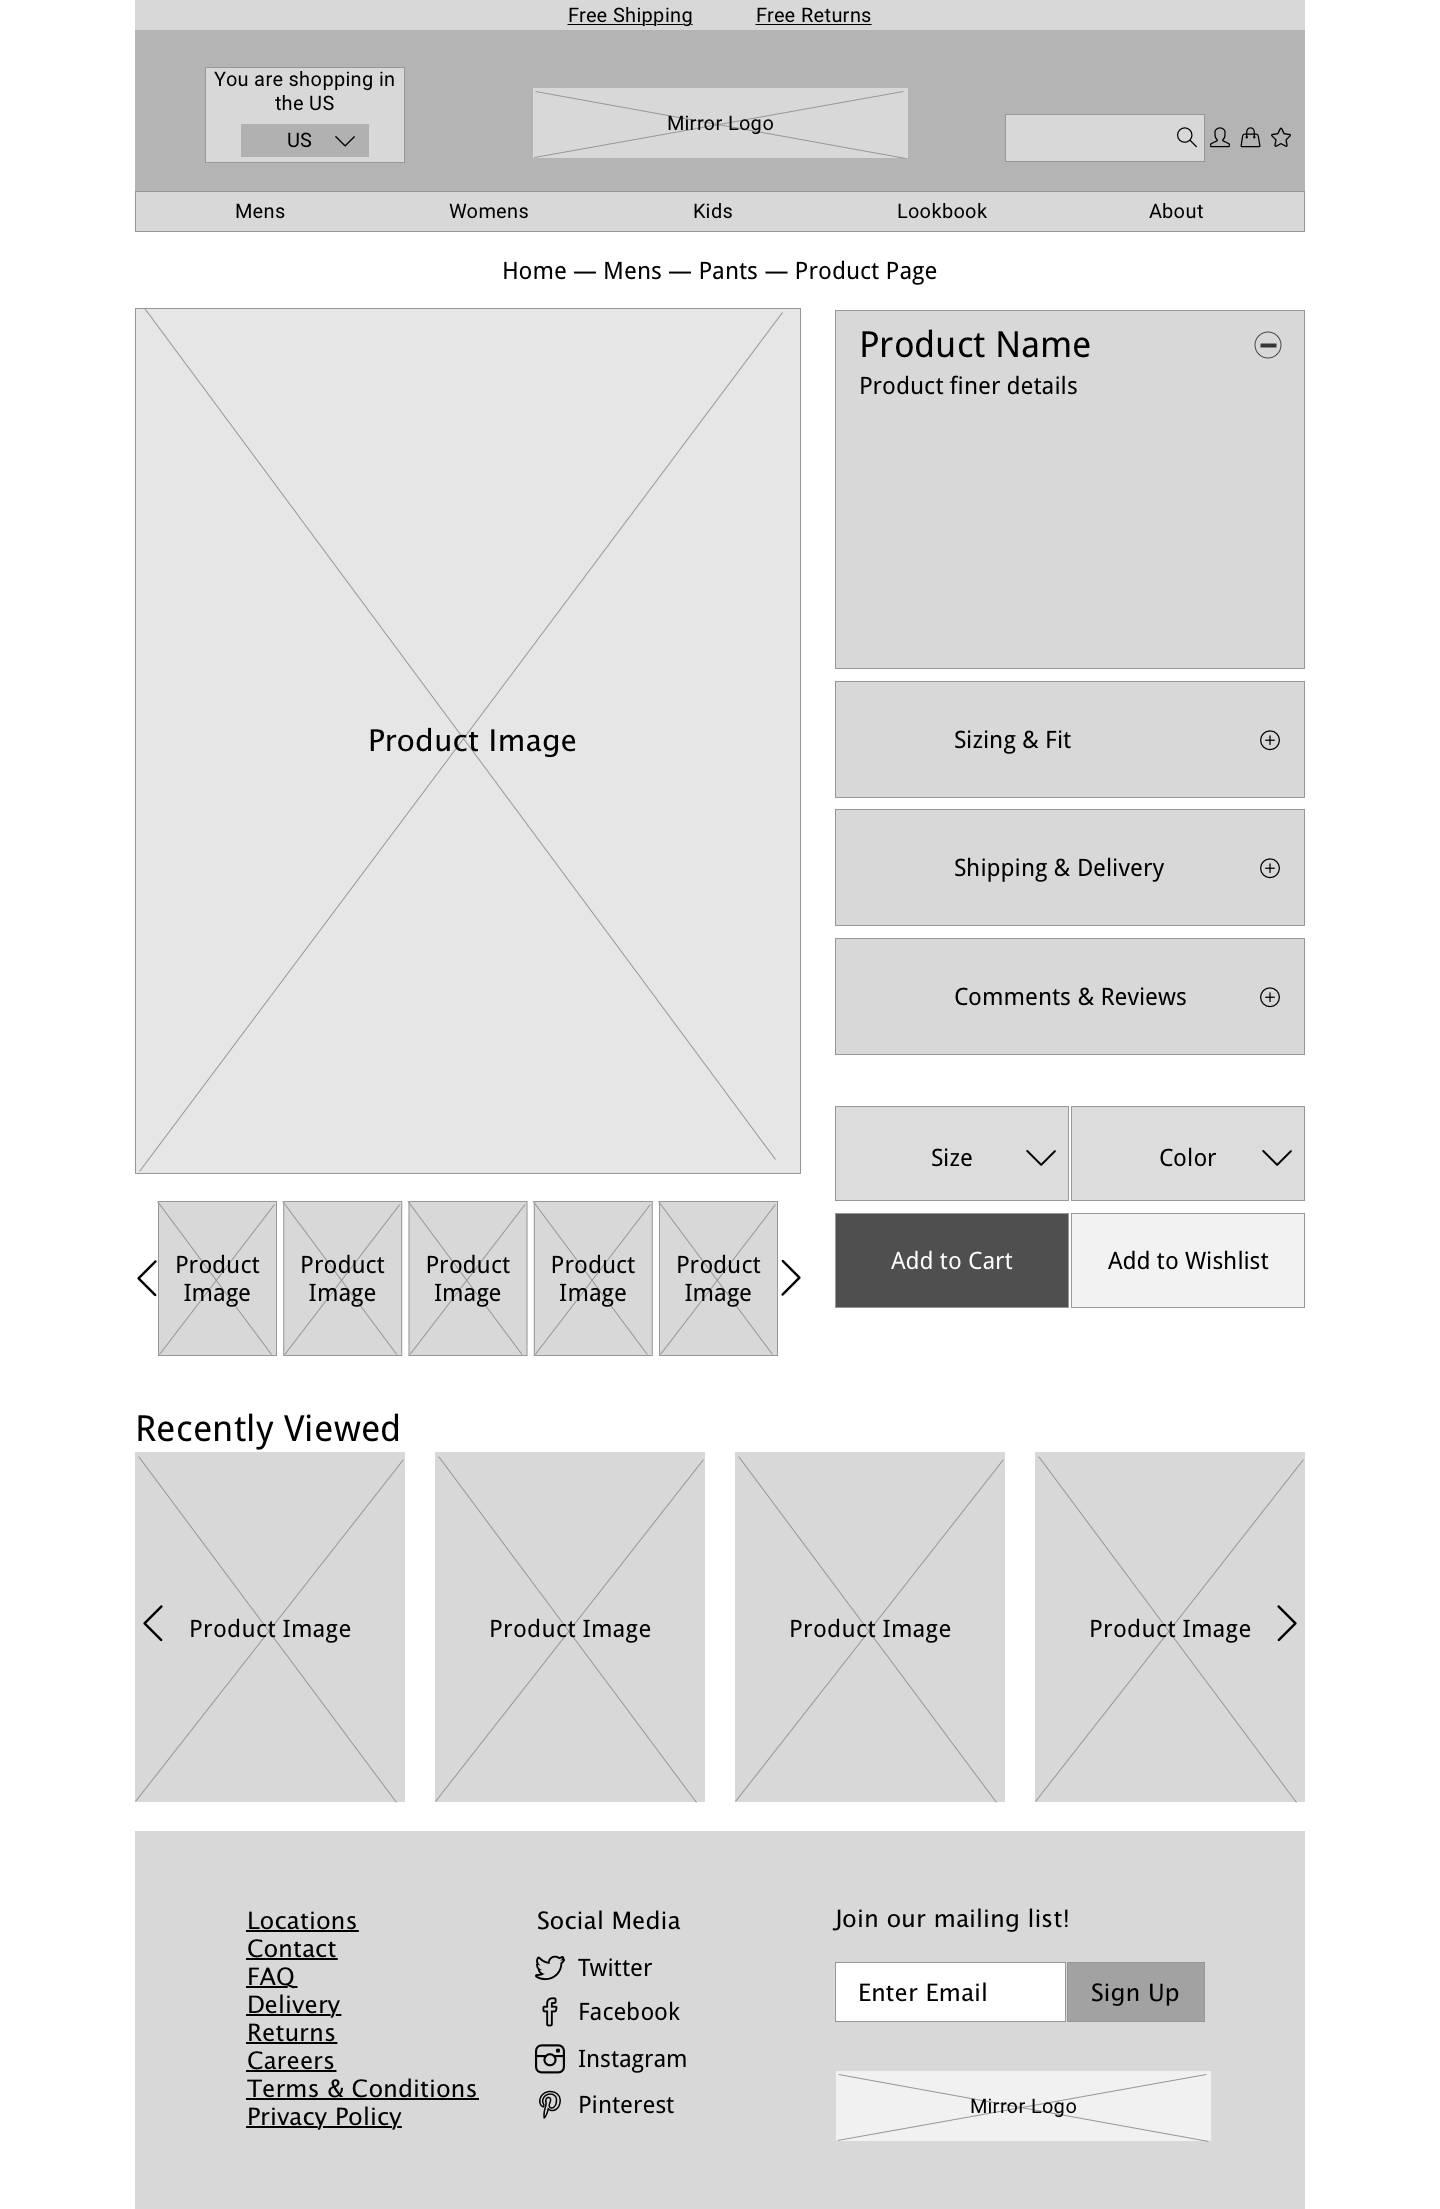 Free Shipping
Free Returns
You are shopping in
the US
US
Mirror Logo
Mens
Womens
Kids
Lookbook
About
Home — Mens — Pants — Product Page
Product Image
Product Name
Product finer details
Sizing & Fit
Shipping & Delivery
Comments & Reviews
Size
Color
Add to Cart
Add to Wishlist
Product
Image
Product
Image
Product
Image
Product
Image
Product
Image
Recently Viewed
Product Image
Product Image
Product Image
Product Image
Locations
Contact
FAQ
Delivery
Returns
Careers
Terms & Conditions
Privacy Policy
Social Media
Twitter
Facebook
Instagram
Pinterest
Join our mailing list!
Enter Email
Sign Up
Mirror Logo